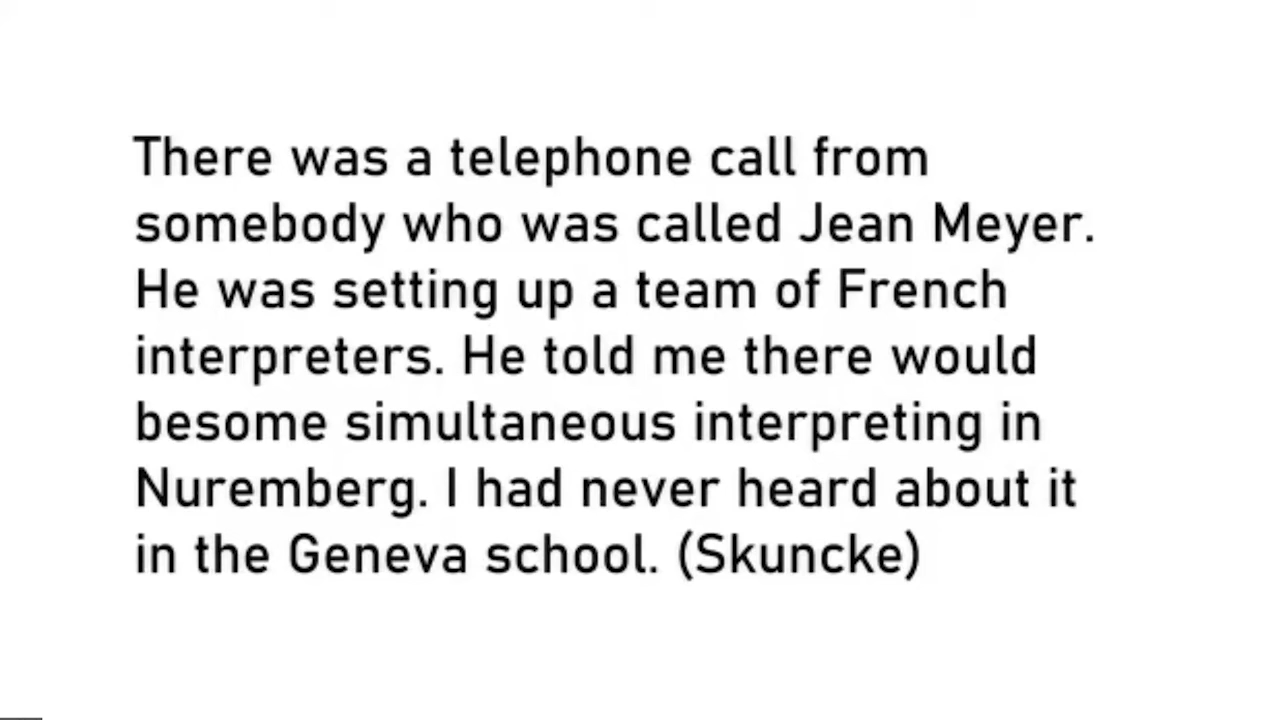 There was a telephone call from
somebody who was called Jean Meyer.
He was setting up a team of French
interpreters. He told me there would
besome simultaneous interpreting in
Nuremberg. I had never heard about it
in the Geneva school. (Skuncke)